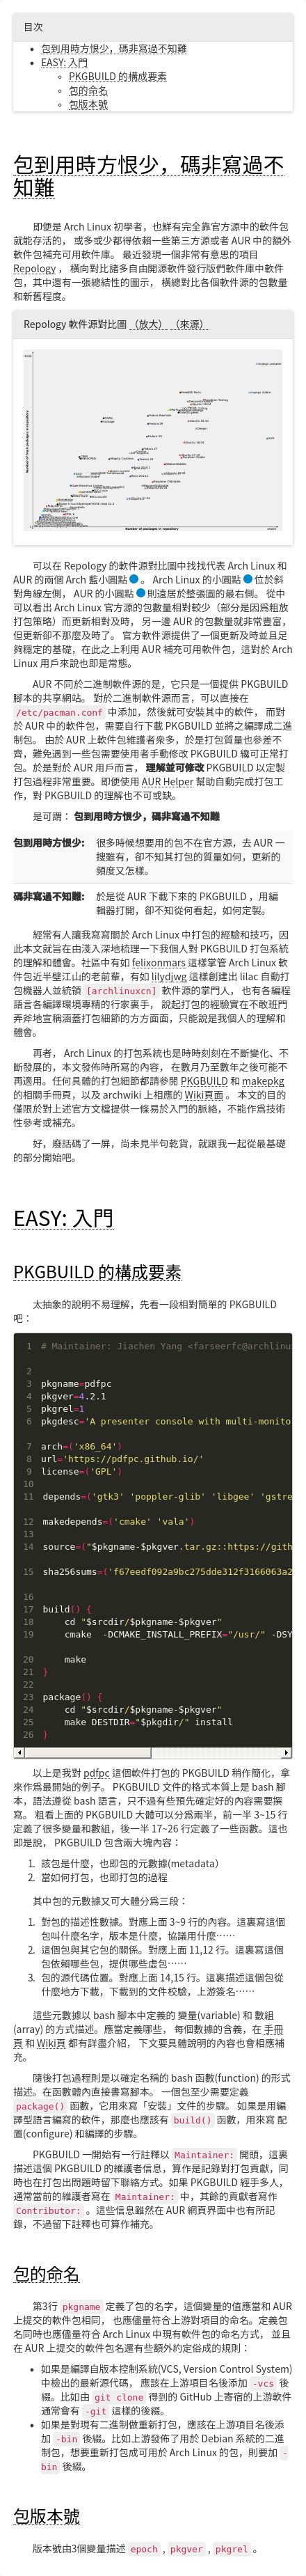 目次
包到用時方恨少，碼非寫過不知難
EASY: 入門
PKGBUILD 的構成要素
包的命名
包版本號
包到用時方恨少，碼非寫過不
知難
即便是 Arch Linux 初學者，也鮮有完全靠官方源中的軟件包
就能存活的， 或多或少都得依賴一些第三方源或者 AUR 中的額外
軟件包補充可用軟件庫。 最近發現一個非常有意思的項目
Repology ， 橫向對比諸多自由開源軟件發行版們軟件庫中軟件
包，其中還有一張總結性的圖示， 橫縱對比各個軟件源的包數量
和新舊程度。
Repology 軟件源對比圖 （放大） （來源）
可以在 Repology 的軟件源對比圖中找找代表 Arch Linux 和
AUR 的兩個 Arch 藍小圓點 。 Arch Linux 的小圓點 位於斜
對角線左側， AUR 的小圓點 則遠居於整張圖的最右側。 從中
可以看出 Arch Linux 官方源的包數量相對較少（部分是因爲粗放
打包策略）而更新相對及時， 另一邊 AUR 的包數量就非常豐富，
但更新卻不那麼及時了。 官方軟件源提供了一個更新及時並且足
夠穩定的基礎，在此之上利用 AUR 補充可用軟件包，這對於 Arch
Linux 用戶來說也即是常態。
AUR 不同於二進制軟件源的是，它只是一個提供 PKGBUILD
腳本的共享網站。 對於二進制軟件源而言，可以直接在
/etc/pacman.conf 中添加，然後就可安裝其中的軟件， 而對
於 AUR 中的軟件包，需要自行下載 PKGBUILD 並將之編譯成二進
制包。 由於 AUR 上軟件包維護者衆多，於是打包質量也參差不
齊，難免遇到一些包需要使用者手動修改 PKGBUILD 纔可正常打
包。於是對於 AUR 用戶而言， 理解並可修改 PKGBUILD 以定製
打包過程非常重要。即便使用 AUR Helper 幫助自動完成打包工
作，對 PKGBUILD 的理解也不可或缺。
是可謂： 包到用時方恨少，碼非寫過不知難
包到用時方恨少:
很多時候想要用的包不在官方源，去 AUR 一
搜雖有，卻不知其打包的質量如何，更新的
頻度又怎樣。
碼非寫過不知難:
於是從 AUR 下載下來的 PKGBUILD ，用編
輯器打開，卻不知從何看起，如何定製。
經常有人讓我寫寫關於 Arch Linux 中打包的經驗和技巧，因
此本文就旨在由淺入深地梳理一下我個人對 PKGBUILD 打包系統
的理解和體會。社區中有如 felixonmars 這樣掌管 Arch Linux 軟
件包近半壁江山的老前輩，有如 lilydjwg 這樣創建出 lilac 自動打
包機器人並統領 [archlinuxcn] 軟件源的掌門人， 也有各編程
語言各編譯環境專精的行家裏手， 說起打包的經驗實在不敢班門
弄斧地宣稱涵蓋打包細節的方方面面，只能說是我個人的理解和
體會。
再者， Arch Linux 的打包系統也是時時刻刻在不斷變化、不
斷發展的，本文發佈時所寫的內容， 在數月乃至數年之後可能不
再適用。任何具體的打包細節都請參閱 PKGBUILD 和 makepkg
的相關手冊頁，以及 archwiki 上相應的 Wiki頁面 。 本文的目的
僅限於對上述官方文檔提供一條易於入門的脈絡，不能作爲技術
性參考或補充。
好，廢話碼了一屏，尚未見半句乾貨，就跟我一起從最基礎
的部分開始吧。
EASY: 入門
PKGBUILD 的構成要素
太抽象的說明不易理解，先看一段相對簡單的 PKGBUILD
吧：
1 # Maintainer: Jiachen Yang <farseerfc@archlinu
2
3 pkgname=pdfpc
4 pkgver=4.2.1
5 pkgrel=1
6 pkgdesc='A presenter console with multi-monito
7 arch=('x86_64')
8 url='https://pdfpc.github.io/'
9 license=('GPL')
10
11 depends=('gtk3' 'poppler-glib' 'libgee' 'gstre
12 makedepends=('cmake' 'vala')
13
14 source=("$pkgname-$pkgver.tar.gz::https://gith
15 sha256sums=('f67eedf092a9bc275dde312f3166063a2
16
17 build() {
18 cd "$srcdir/$pkgname-$pkgver"
19 cmake -DCMAKE_INSTALL_PREFIX="/usr/" -DSY
20 make
21 }
22
23 package() {
24 cd "$srcdir/$pkgname-$pkgver"
25 make DESTDIR="$pkgdir/" install
26 }
以上是我對 pdfpc 這個軟件打包的 PKGBUILD 稍作簡化，拿
來作爲最開始的例子。 PKGBUILD 文件的格式本質上是 bash 腳
本，語法遵從 bash 語言，只不過有些預先確定好的內容需要撰
寫。 粗看上面的 PKGBUILD 大體可以分爲兩半，前一半 3~15 行
定義了很多變量和數組，後一半 17~26 行定義了一些函數。這也
即是說， PKGBUILD 包含兩大塊內容：
1. 該包是什麼，也即包的元數據(metadata）
2. 當如何打包，也即打包的過程
其中包的元數據又可大體分爲三段：
1. 對包的描述性數據。對應上面 3~9 行的內容。這裏寫這個
包叫什麼名字，版本是什麼，協議用什麼……
2. 這個包與其它包的關係。對應上面 11,12 行。這裏寫這個
包依賴哪些包，提供哪些虛包……
3. 包的源代碼位置。對應上面 14,15 行。這裏描述這個包從
什麼地方下載，下載到的文件校驗，上游簽名……
這些元數據以 bash 腳本中定義的 變量(variable) 和 數組
(array) 的方式描述。應當定義哪些， 每個數據的含義，在 手冊
頁 和 Wiki頁 都有詳盡介紹， 下文要具體說明的內容也會相應補
充。
隨後打包過程則是以確定名稱的 bash 函數(function) 的形式
描述。在函數體內直接書寫腳本。 一個包至少需要定義
package() 函數，它用來寫「安裝」文件的步驟。 如果是用編
譯型語言編寫的軟件，那麼也應該有 build() 函數，用來寫 配
置(configure) 和編譯的步驟。
PKGBUILD 一開始有一行註釋以 Maintainer: 開頭，這裏
描述這個 PKGBUILD 的維護者信息，算作是記錄對打包貢獻，同
時也在打包出問題時留下聯絡方式。如果 PKGBUILD 經手多人，
通常當前的維護者寫在 Maintainer: 中，其餘的貢獻者寫作
Contributor: 。這些信息雖然在 AUR 網頁界面中也有所記
錄，不過留下註釋也可算作補充。
包的命名
第3行 pkgname 定義了包的名字，這個變量的值應當和 AUR
上提交的軟件包相同， 也應儘量符合上游對項目的命名。定義包
名同時也應儘量符合 Arch Linux 中現有軟件包的命名方式， 並且
在 AUR 上提交的軟件包名還有些額外約定俗成的規則：
如果是編譯自版本控制系統(VCS, Version Control System)
中檢出的最新源代碼， 應該在上游項目名後添加 -vcs 後
綴。比如由 git clone 得到的 GitHub 上寄宿的上游軟件
通常會有 -git 這樣的後綴。
如果是對現有二進制做重新打包，應該在上游項目名後添
加 -bin 後綴。比如上游發佈了用於 Debian 系統的二進
制包，想要重新打包成可用於 Arch Linux 的包，則要加 -
bin 後綴。
包版本號
版本號由3個變量描述 epoch , pkgver , pkgrel 。